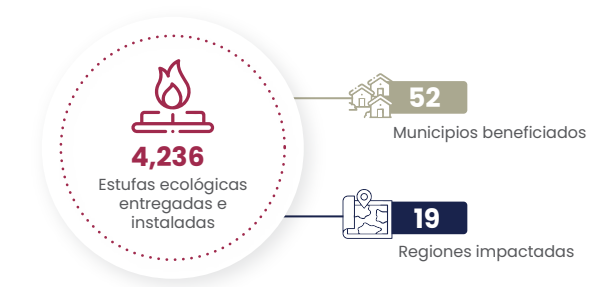 4,236
Estufas ecológicas
entregadas e
instaladas
52
Municipios beneficiados
19
Regiones impactadas